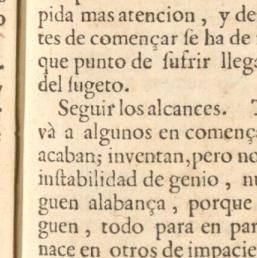 pida mas atencion, y de
tes de començar ſe ha de
que punto de ſufrir llega
del ſugeto.
Seguir los alcances.
và a algunos en començ
acaban; inventan, pero no
inſtabilidad de genio,
guen alabança, porque
guen, todo para en par
nace en otros de impacie